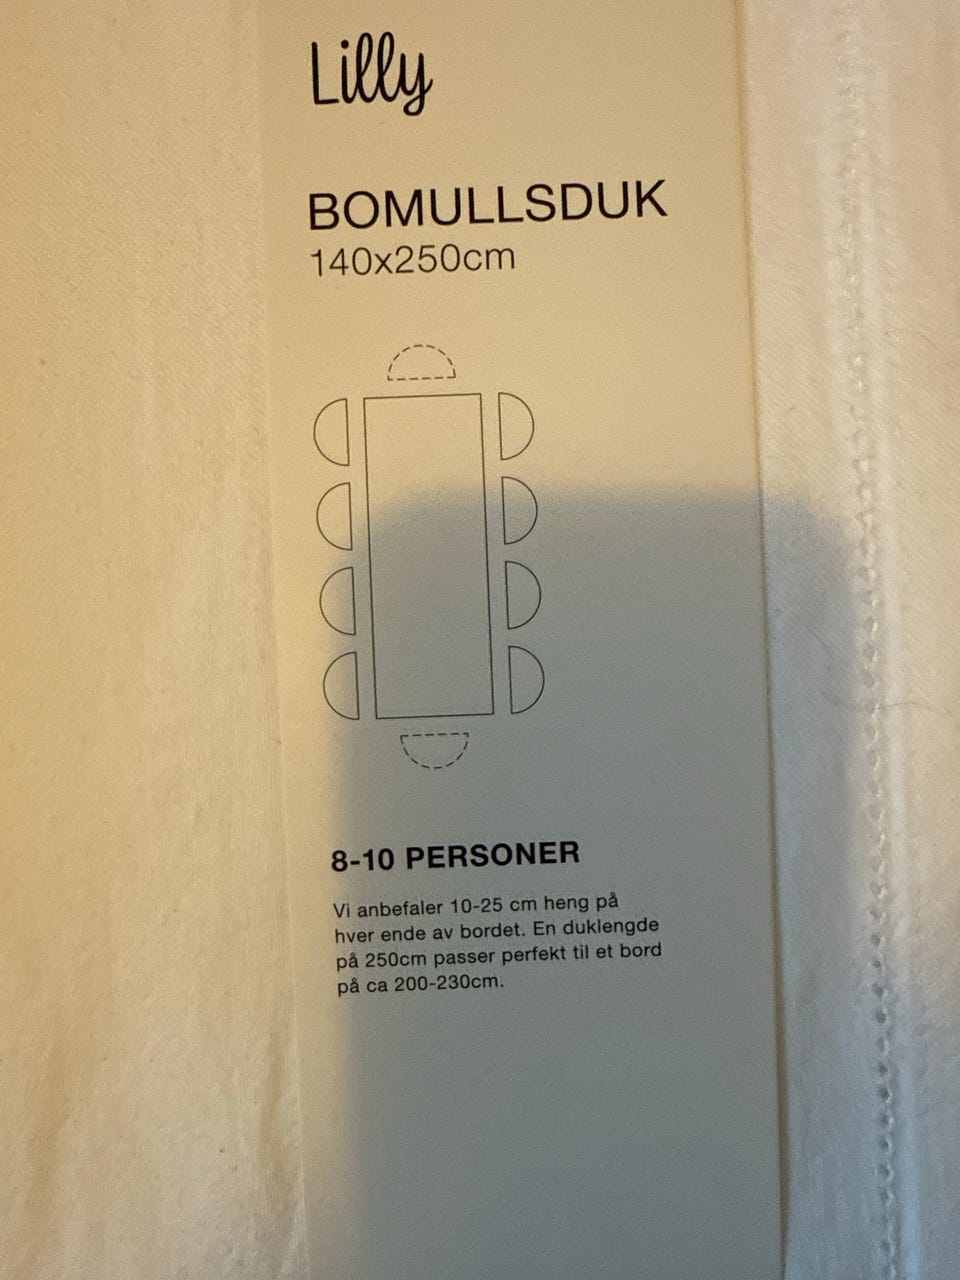 Lilly
BOMULLSDUK
140x250cm
8-10 PERSONER
Vi anbefaler 10-25 cm heng på
hver ende av bordet. En duklengde
på 250cm passer perfekt til et bord
på ca 200-230cm.